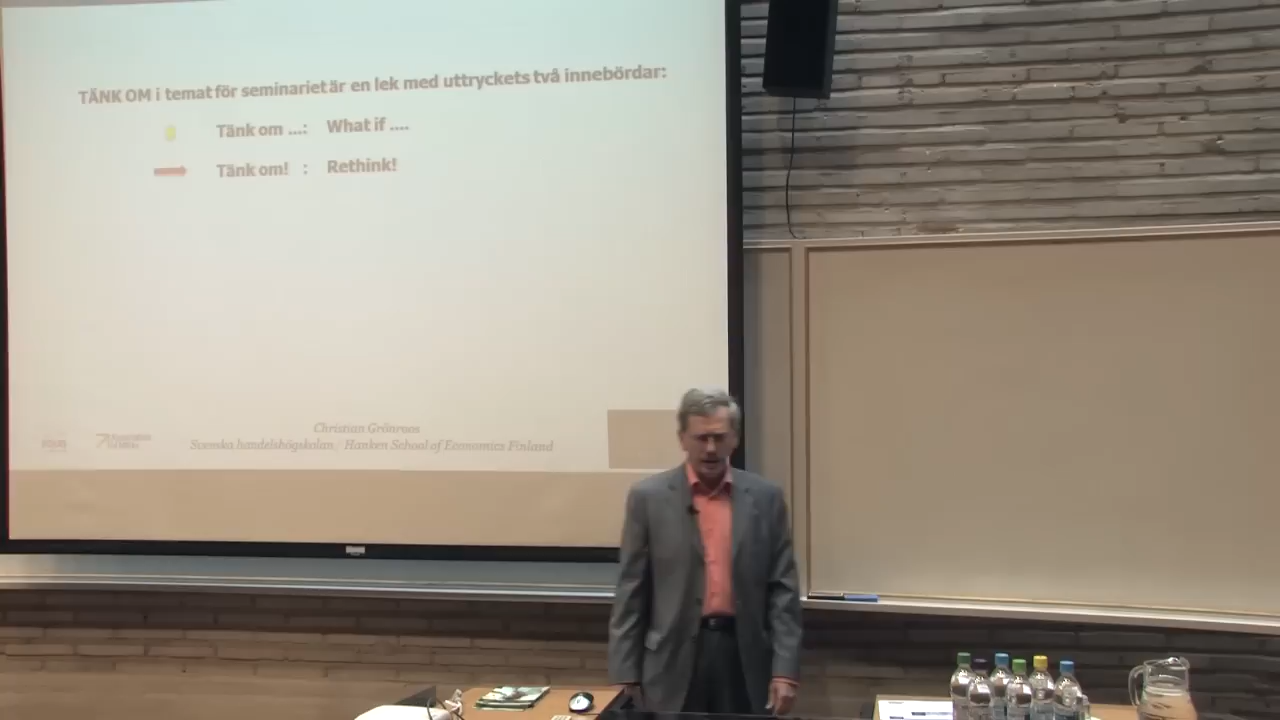 TÄNK OM i temat för seminariet är en lek med uttryckets två innebördar:
Tänk om ...: What if ....
Tänk om! : Rethink!
Christian Grönroos
Svenska handelshögskolan / Hanken School of Economics Finland